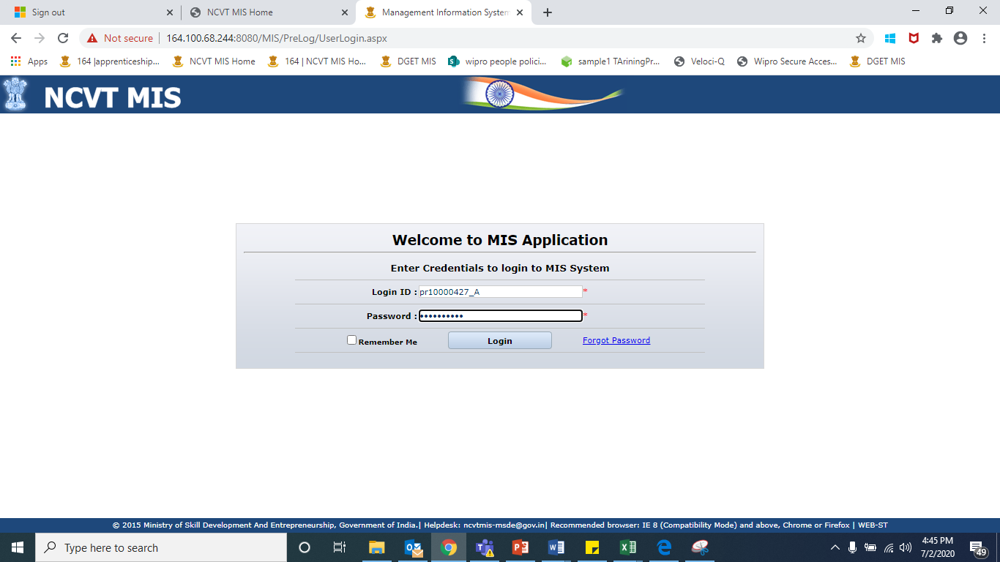 Sign out
NCVT MIS Home
Management Information System
Not secure
164.100.68.244:8080/MIS/PreLog/UserLogin.aspx
Apps
164 |apprenticeship...
NCVT MIS Home
164 | NCVT MIS Ho...
DGET MIS
wipro people polici...
sample1 TAriningPr...
Veloci-Q
Wipro Secure Acces...
DGET MIS
NCVT MIS
Welcome to MIS Application
Enter Credentials to login to MIS System
Login ID : pr10000427_A *
Password : •••••••••• *
Remember Me Login Forgot Password
© 2015 Ministry of Skill Development And Entrepreneurship, Government of India.| Helpdesk: ncvtmis-msde@gov.in| Recommended browser: IE 8 (Compatibility Mode) and above, Chrome or Firefox | WEB-ST
Type here to search
4:45 PM
7/2/2020
49